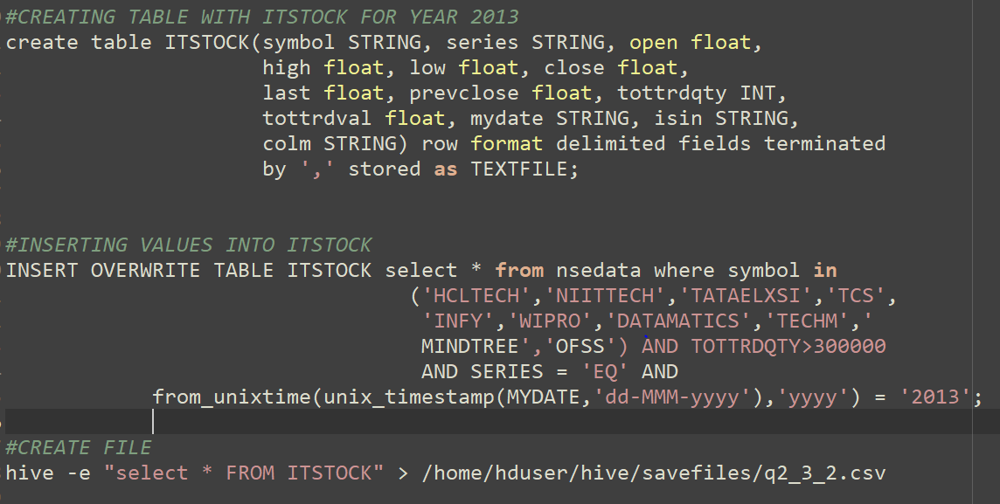 #CREATING TABLE WITH ITSTOCK FOR YEAR 2013
create table ITSTOCK(symbol STRING, series STRING, open float,
high float, low float, close float,
last float, prevclose float, tottrdqty INT,
tottrdval float, mydate STRING, isin STRING,
colm STRING) row format delimited fields terminated
by ',' stored as TEXTFILE;
#INSERTING VALUES INTO ITSTOCK
INSERT OVERWRITE TABLE ITSTOCK select * from nsedata where symbol in
('HCLTECH','NIITTECH','TATAELXSI','TCS',
'INFY','WIPRO','DATAMATICS','TECHM','
MINDTREE','OFSS') AND TOTTRDQTY>300000
AND SERIES = 'EQ' AND
from_unixtime(unix_timestamp(MYDATE,'dd-MMM-yyyy'),'yyyy') = '2013';
#CREATE FILE
hive -e "select * FROM ITSTOCK" > /home/hduser/hive/savefiles/q2_3_2.csv